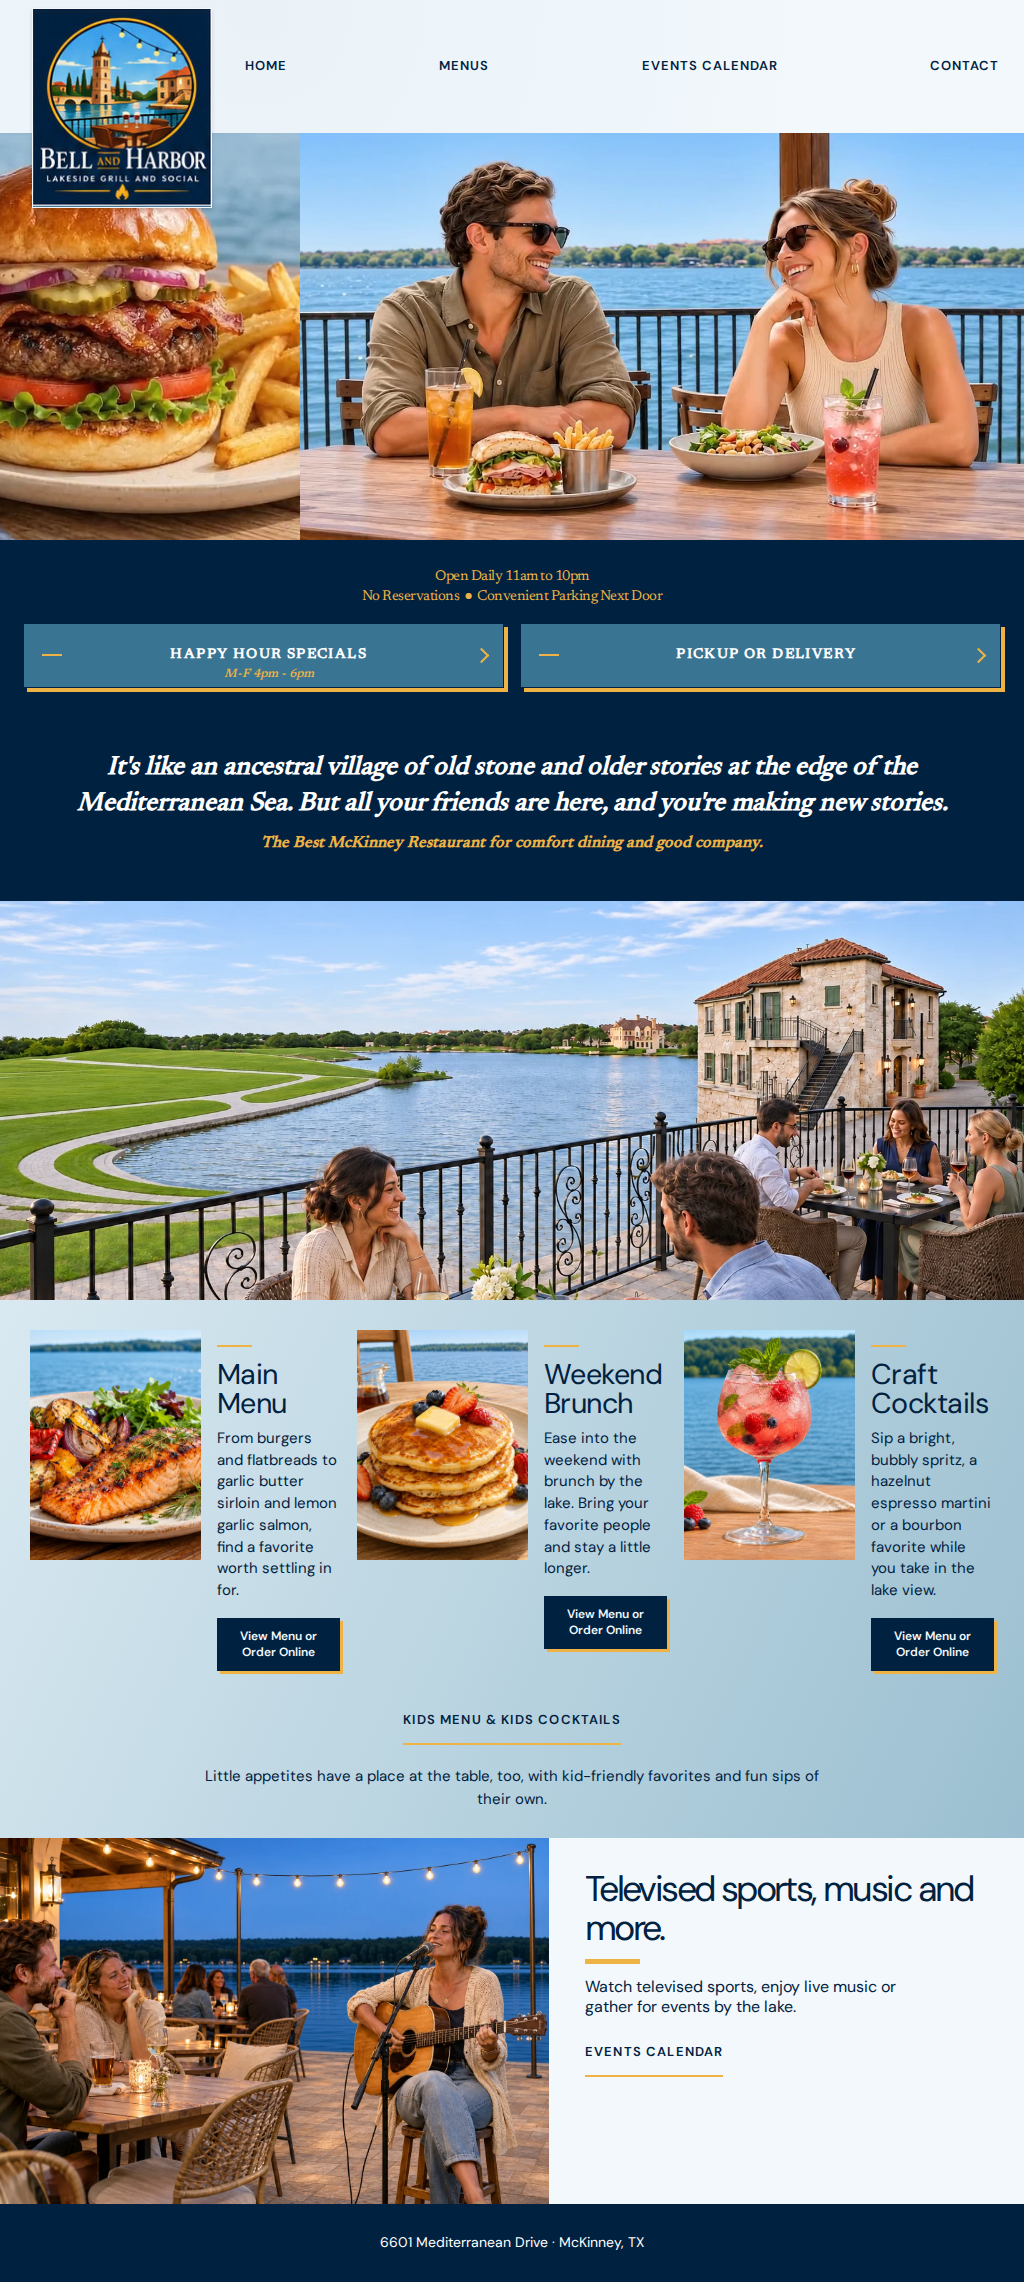 BELL AND HARBOR
LAKESIDE GRILL AND SOCIAL
HOME
MENUS
EVENTS CALENDAR
CONTACT
Open Daily 11am to 10pm
No Reservations ● Convenient Parking Next Door
HAPPY HOUR SPECIALS
M-F 4pm - 6pm
PICKUP OR DELIVERY
It's like an ancestral village of old stone and older stories at the edge of the
Mediterranean Sea. But all your friends are here, and you're making new stories.
The Best McKinney Restaurant for comfort dining and good company.
Main
Menu
From burgers
and flatbreads to
garlic butter
sirloin and lemon
garlic salmon,
find a favorite
worth settling in
for.
View Menu or
Order Online
Weekend
Brunch
Ease into the
weekend with
brunch by the
lake. Bring your
favorite people
and stay a little
longer.
View Menu or
Order Online
Craft
Cocktails
Sip a bright,
bubbly spritz, a
hazelnut
espresso martini
or a bourbon
favorite while
you take in the
lake view.
View Menu or
Order Online
KIDS MENU & KIDS COCKTAILS
Little appetites have a place at the table, too, with kid-friendly favorites and fun sips of
their own.
Televised sports, music and
more.
Watch televised sports, enjoy live music or
gather for events by the lake.
EVENTS CALENDAR
6601 Mediterranean Drive · McKinney, TX